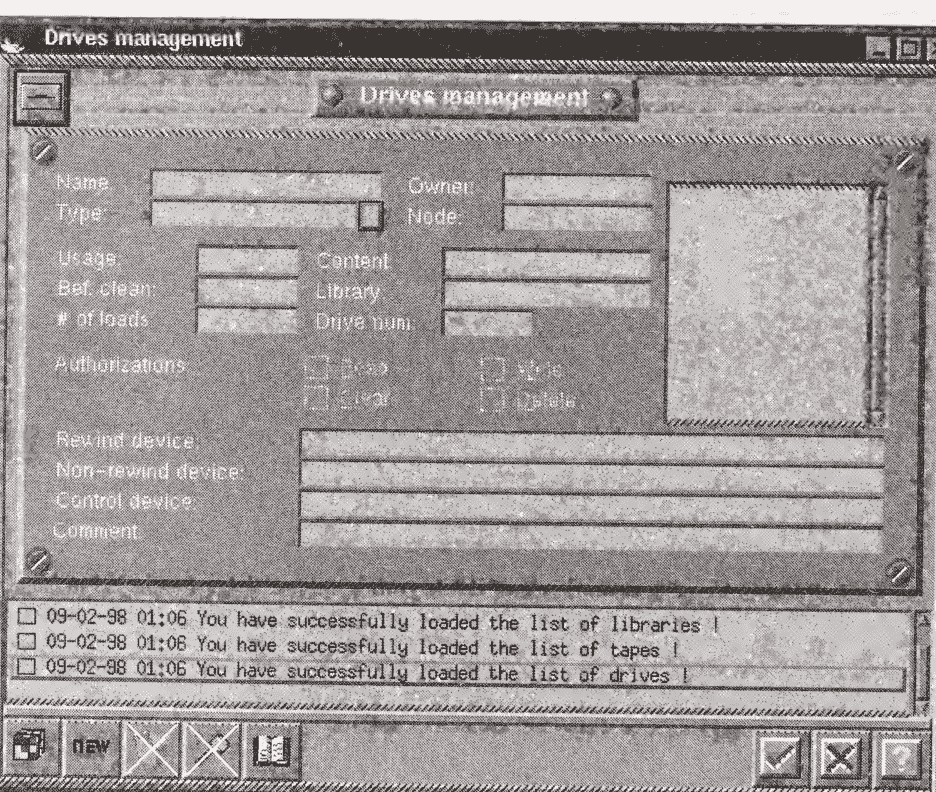 Drives management
Drives management
Name: Owner:
Type: Node:
Usage: Content:
Bef. clean: Library:
# of loads: Drive num:
Authorizations:
Clear Delete
Rewind device:
Non-rewind device:
Control device:
Comment:
09-02-98 01:06 You have successfully loaded the list of libraries !
09-02-98 01:06 You have successfully loaded the list of tapes !
09-02-98 01:06 You have successfully loaded the list of drives !
NEW
?